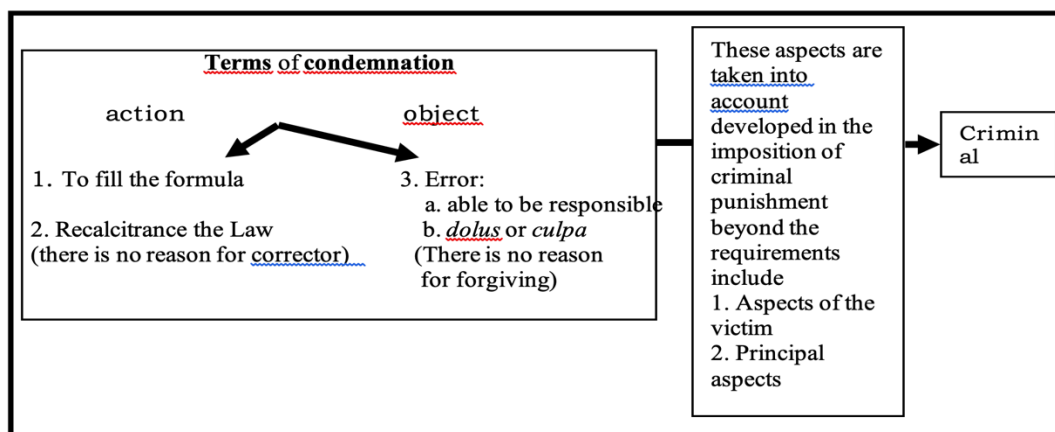 Terms of condemnation
action
object
1. To fill the formula
2. Recalcitrance the Law
(there is no reason for corrector)
3. Error:
a. able to be responsible
b. dolus or culpa
(There is no reason
for forgiving)
These aspects are
taken into
account
developed in the
imposition of
criminal
punishment
beyond the
requirements
include
1. Aspects of the
victim
2. Principal
aspects
Crimin
al